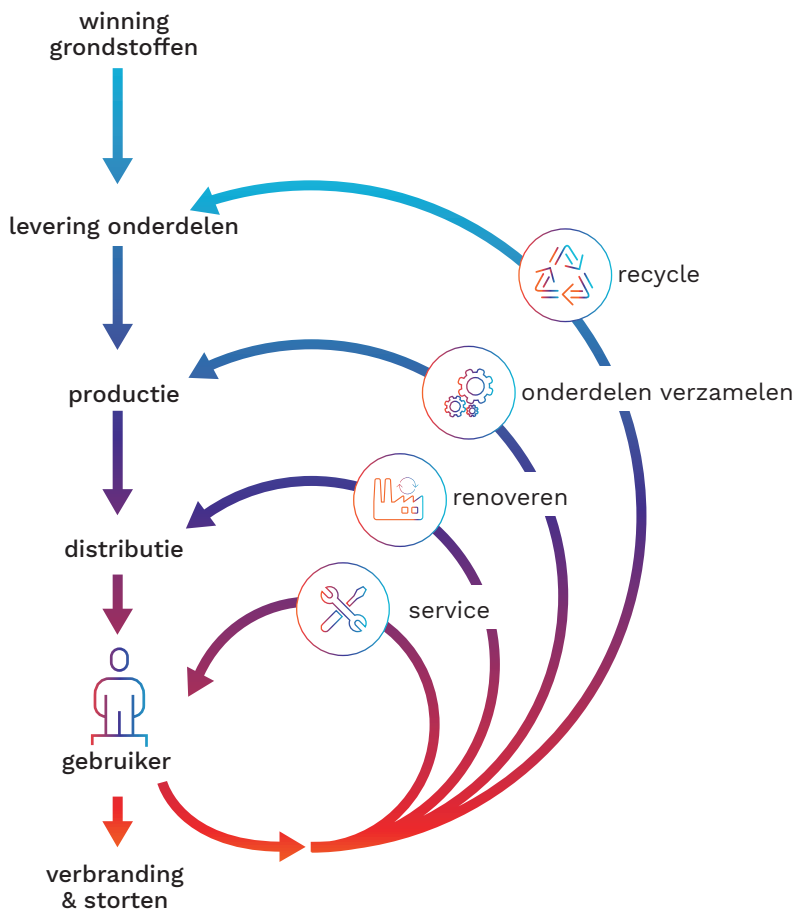 winning
grondstoffen
levering onderdelen
recycle
productie
onderdelen verzamelen
renoveren
distributie
service
gebruiker
verbranding
& storten